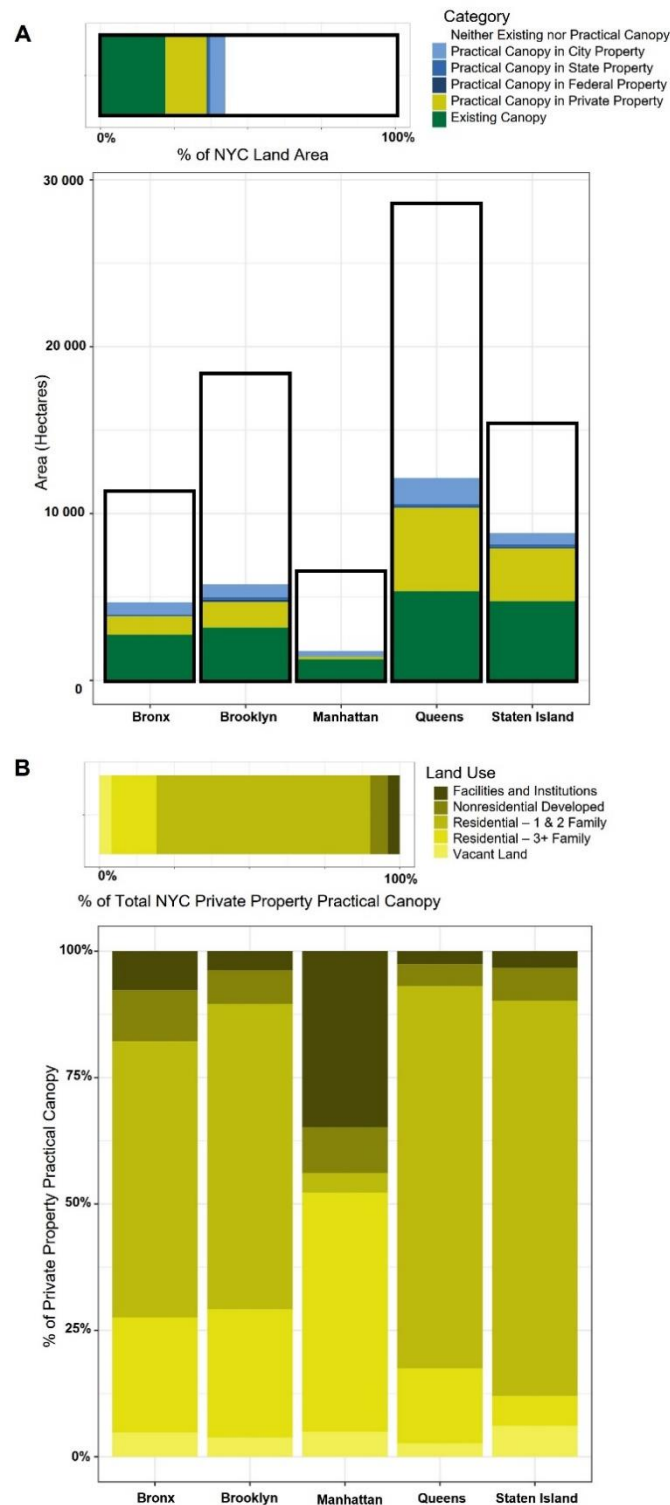 A
Category
Neither Existing nor Practical Canopy
Practical Canopy in City Property
Practical Canopy in State Property
Practical Canopy in Federal Property
Practical Canopy in Private Property
Existing Canopy
0%
100%
% of NYC Land Area
30 000
20 000
10 000
0
Area (Hectares)
Bronx
Brooklyn
Manhattan
Queens
Staten Island
B
Land Use
Facilities and Institutions
Nonresidential Developed
Residential – 1 & 2 Family
Residential – 3+ Family
Vacant Land
0%
100%
% of Total NYC Private Property Practical Canopy
100%
75%
50%
25%
0%
% of Private Property Practical Canopy
Bronx
Brooklyn
Manhattan
Queens
Staten Island